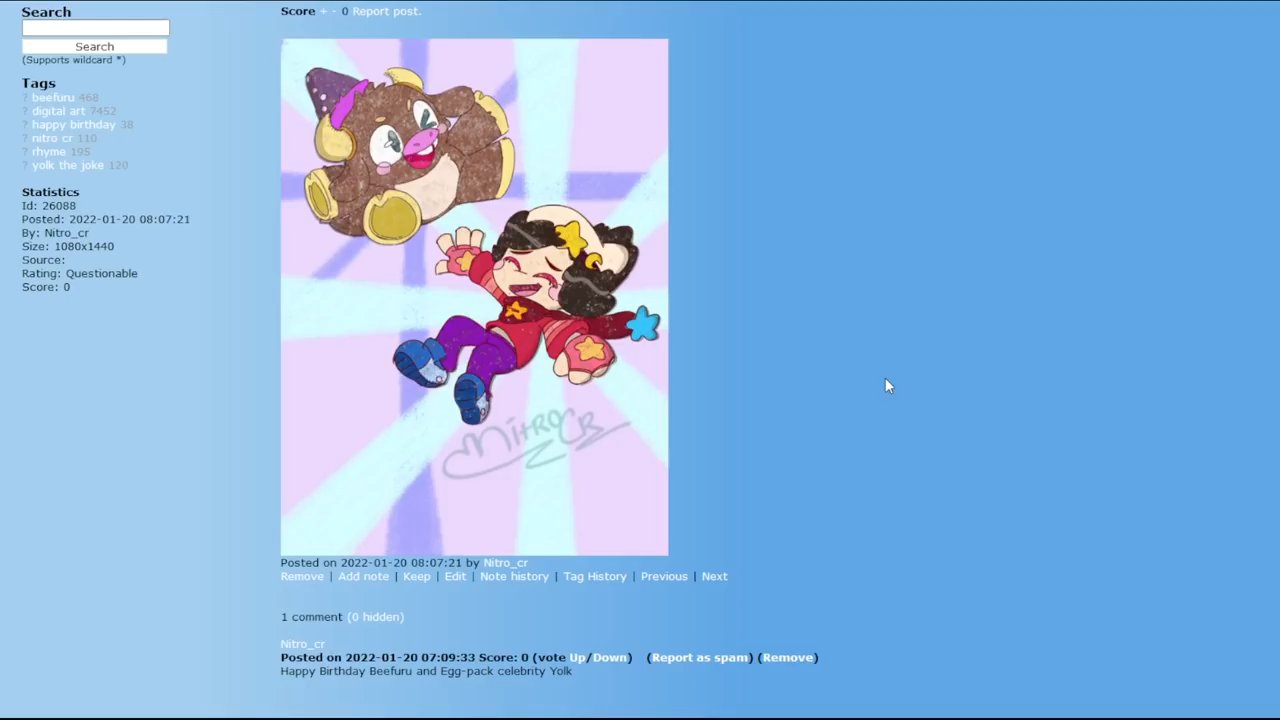 Search
Search
(Supports wildcard *)
Tags
? beefuru 468
? digital art 7452
? happy birthday 38
? nitro cr 110
? rhyme 195
? yolk the joke 120
Statistics
Id: 26088
Posted: 2022-01-20 08:07:21
By: Nitro_cr
Size: 1080x1440
Source:
Rating: Questionable
Score: 0
Score + - 0 Report post.
NITROCR
Posted on 2022-01-20 08:07:21 by Nitro_cr
Remove | Add note | Keep | Edit | Note history | Tag History | Previous | Next
1 comment (0 hidden)
Nitro_cr
Posted on 2022-01-20 07:09:33 Score: 0 (vote Up/Down) (Report as spam) (Remove)
Happy Birthday Beefuru and Egg-pack celebrity Yolk